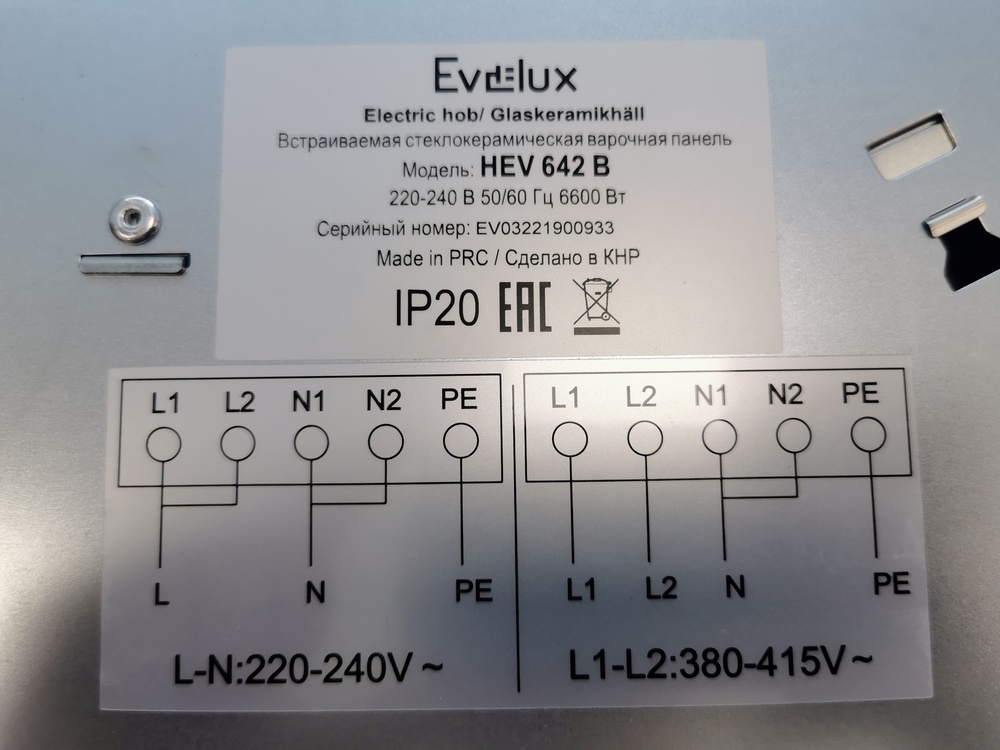 Evelux
Electric hob/ Glaskeramikhäll
Встраиваемая стеклокерамическая варочная панель
Модель: HEV 642 B
220-240 В 50/60 Гц 6600 Вт
Серийный номер: EV03221900933
Made in PRC / Сделано в КНР
IP20 EAC
L1 L2 N1 N2 PE
L N PE
L-N:220-240V ~
L1 L2 N1 N2 PE
L1 L2 N PE
L1-L2:380-415V ~